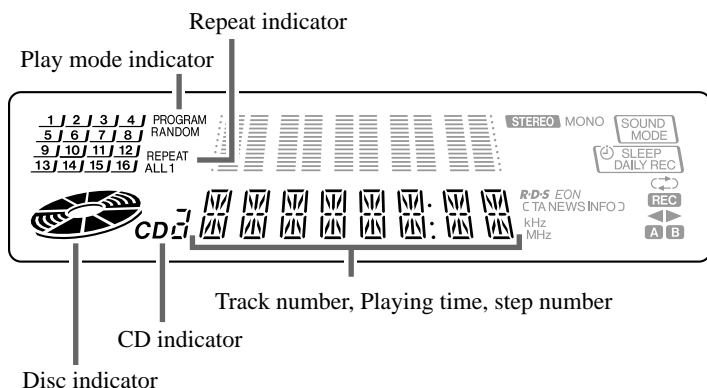 Repeat indicator
Play mode indicator
1 2 3 4 PROGRAM
5 6 7 8 RANDOM
9 10 11 12 REPEAT
13 14 15 16 ALL 1
STEREO MONO
SOUND MODE
SLEEP
DAILY REC
CD
R·D·S EON
TA NEWS INFO
kHz
MHz
REC
A B
Track number, Playing time, step number
CD indicator
Disc indicator